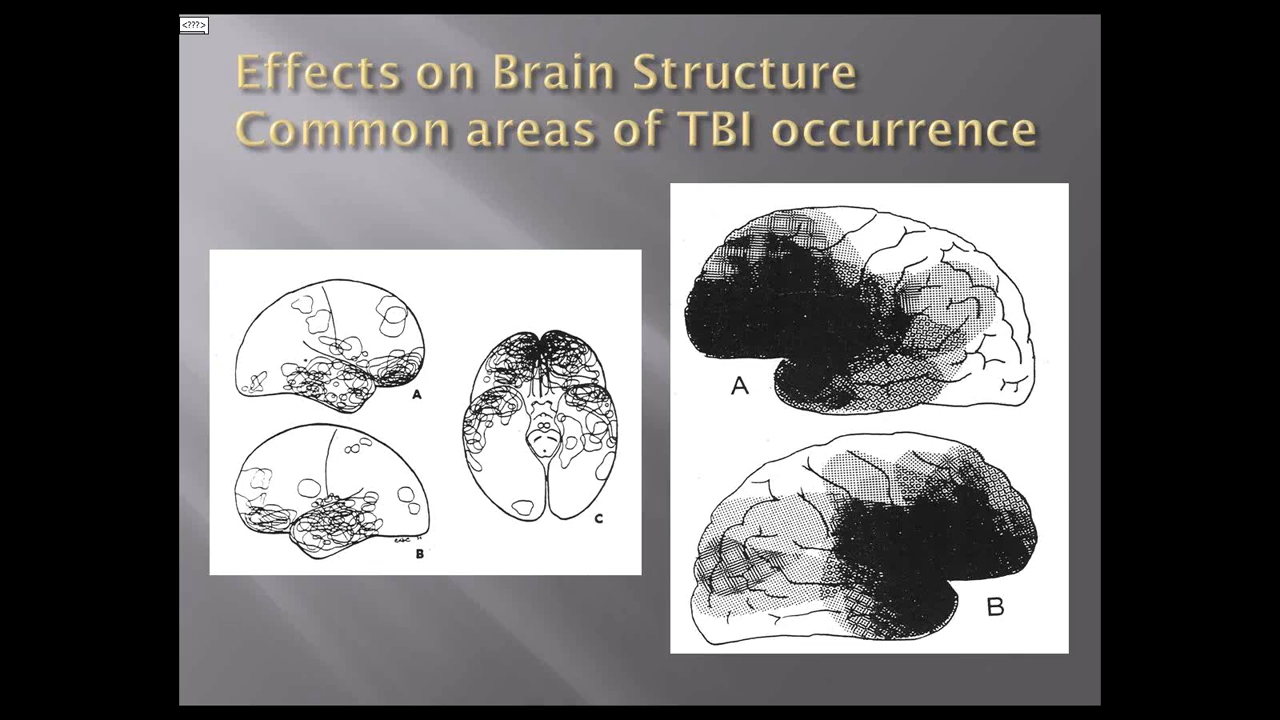 <???>
Effects on Brain Structure
Common areas of TBI occurrence
A
B
C
A
B